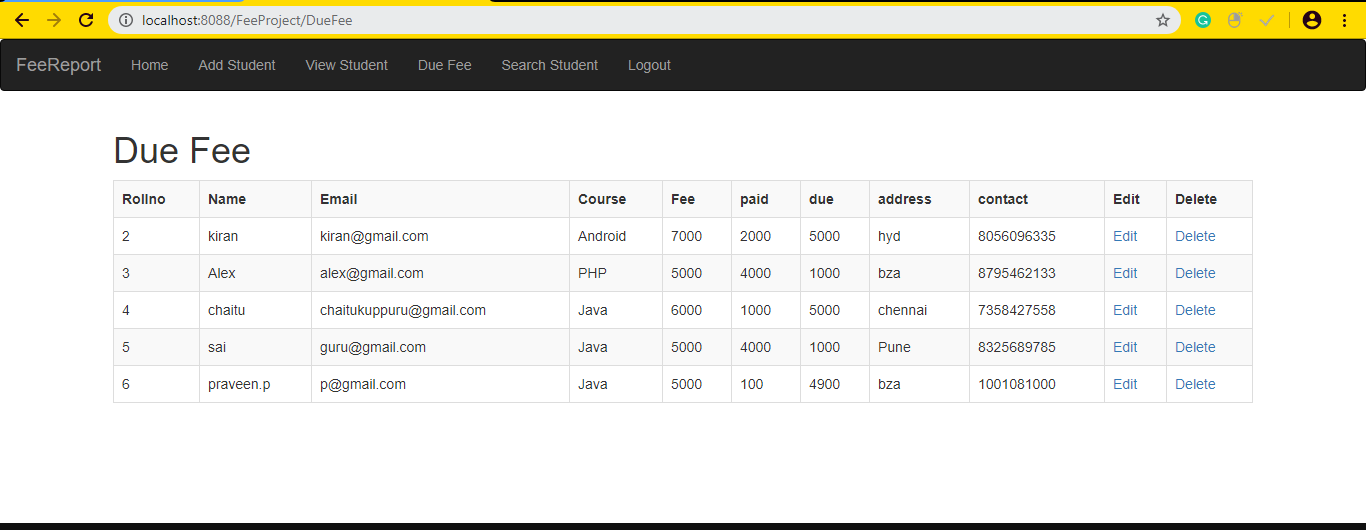 localhost:8088/FeeProject/DueFee
FeeReport Home Add Student View Student Due Fee Search Student Logout
Due Fee
Rollno Name Email Course Fee paid due address contact Edit Delete
2 kiran kiran@gmail.com Android 7000 2000 5000 hyd 8056096335 Edit Delete
3 Alex alex@gmail.com PHP 5000 4000 1000 bza 8795462133 Edit Delete
4 chaitu chaitukuppuru@gmail.com Java 6000 1000 5000 chennai 7358427558 Edit Delete
5 sai guru@gmail.com Java 5000 4000 1000 Pune 8325689785 Edit Delete
6 praveen.p p@gmail.com Java 5000 100 4900 bza 1001081000 Edit Delete